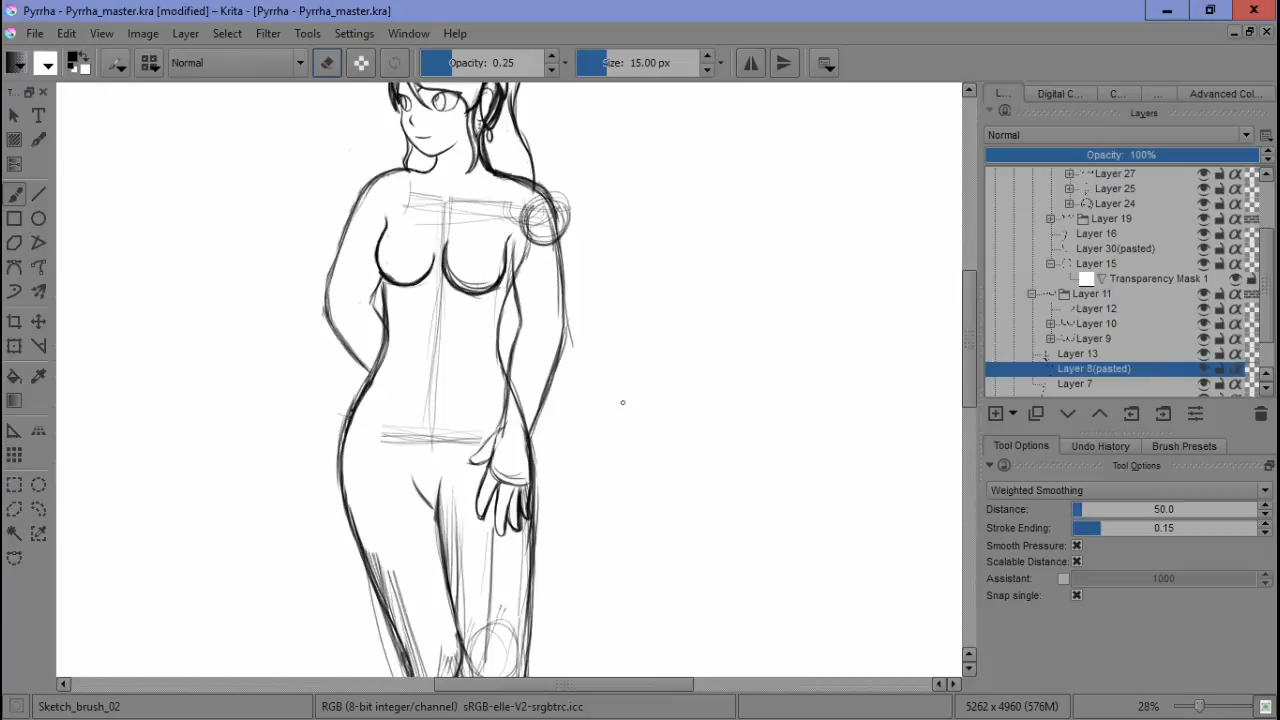 Pyrrha - Pyrrha_master.kra [modified] - Krita - [Pyrrha - Pyrrha_master.kra]
File Edit View Image Layer Select Filter Tools Settings Window Help
Normal Opacity: 0.25 Size: 15.00 px
T... L... Digital C... C... ... Advanced Col...
Layers
Normal
Opacity: 100%
Layer 27
Layer 25
Layer 24
Layer 19
Layer 16
Layer 30(pasted)
Layer 15
Transparency Mask 1
Layer 11
Layer 12
Layer 10
Layer 9
Layer 13
Layer 8(pasted)
Layer 7
Tool Options Undo History Brush Presets
Tool Options
Weighted Smoothing
Distance: 50.0
Stroke Ending: 0.15
Smooth Pressure:
Scalable Distance:
Assistant: 1000
Snap single:
Sketch_brush_02 RGB (8-bit integer/channel) sRGB-elle-V2-srgbtrc.icc 5262 x 4960 (576M) 28%